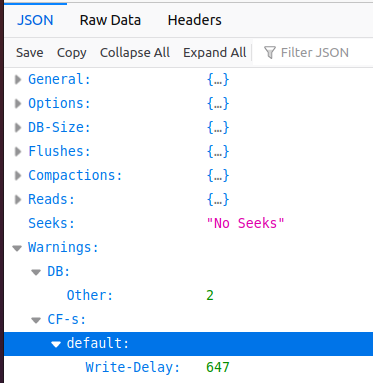 JSON Raw Data Headers
Save Copy Collapse All Expand All Filter JSON
General: {…}
Options: {…}
DB-Size: {…}
Flushes: {…}
Compactions: {…}
Reads: {…}
Seeks: "No Seeks"
Warnings:
DB:
Other: 2
CF-s:
default:
Write-Delay: 647